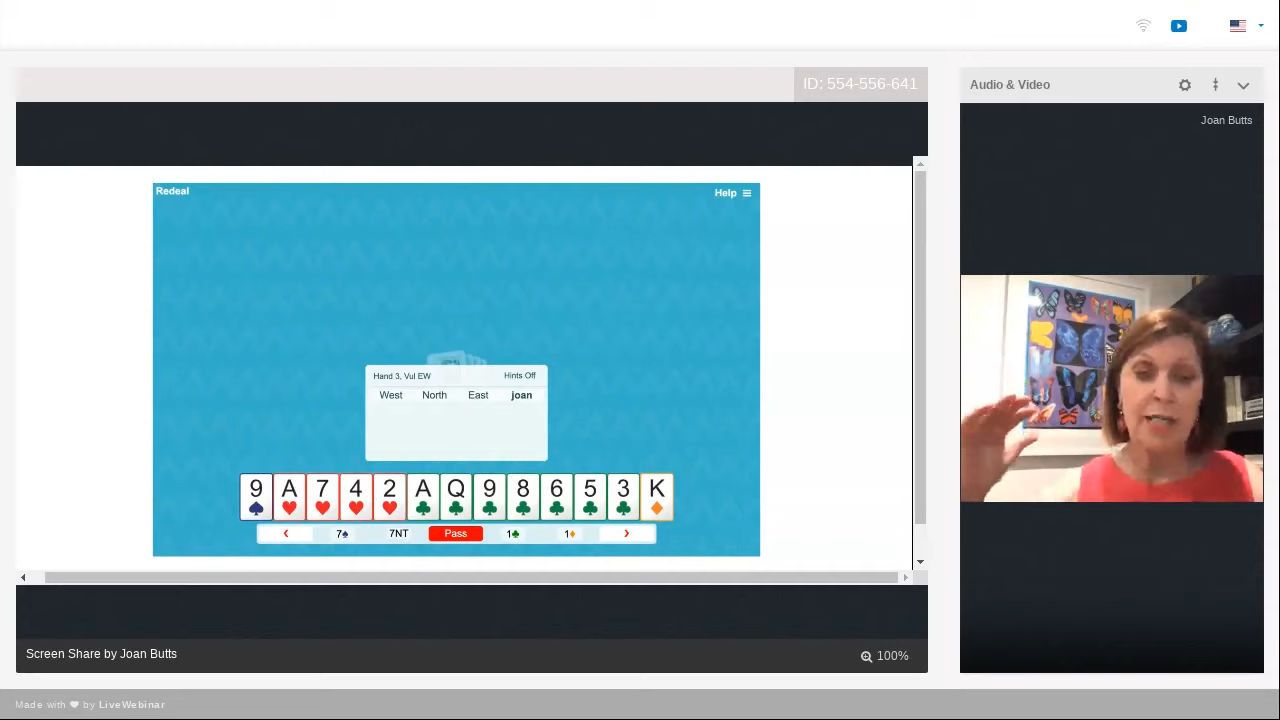 ID: 554-556-641
Audio & Video
Joan Butts
Redeal
Help
Hand 3, Vul EW Hints Off
West North East joan
9♠ A♥ 7♥ 4♥ 2♥ A♣ Q♣ 9♣ 8♣ 6♣ 5♣ 3♣ K♦
7♠ 7NT Pass 1♣ 1♦
Screen Share by Joan Butts
100%
Made with ♥ by LiveWebinar